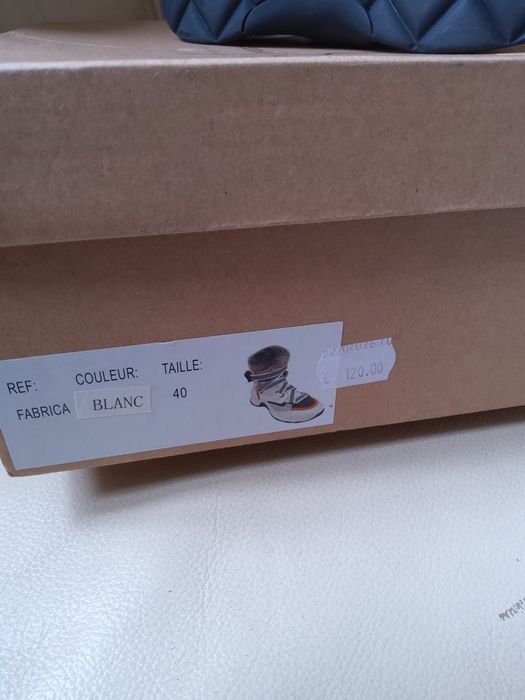 REF: COULEUR: TAILLE:
FABRICA BLANC 40
€ 120.00